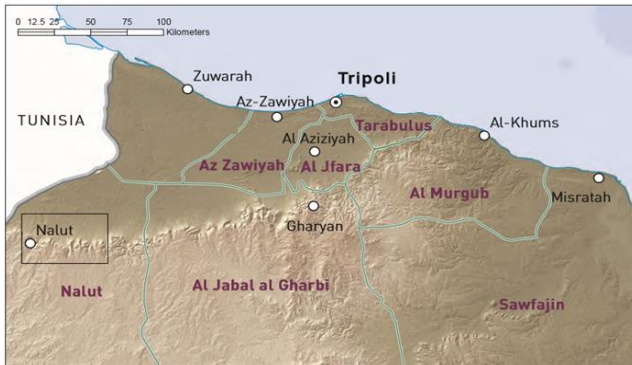 0 12.5 25 50 75 100
Kilometers
Zuwarah
Tripoli
Az-Zawiyah
TUNISIA
Tarabulus
Al-Khums
Al Aziziyah
Az Zawiyah
Al Jfara
Al Murgub
Misratah
Gharyan
Nalut
Nalut
Al Jabal al Gharbi
Sawfajin